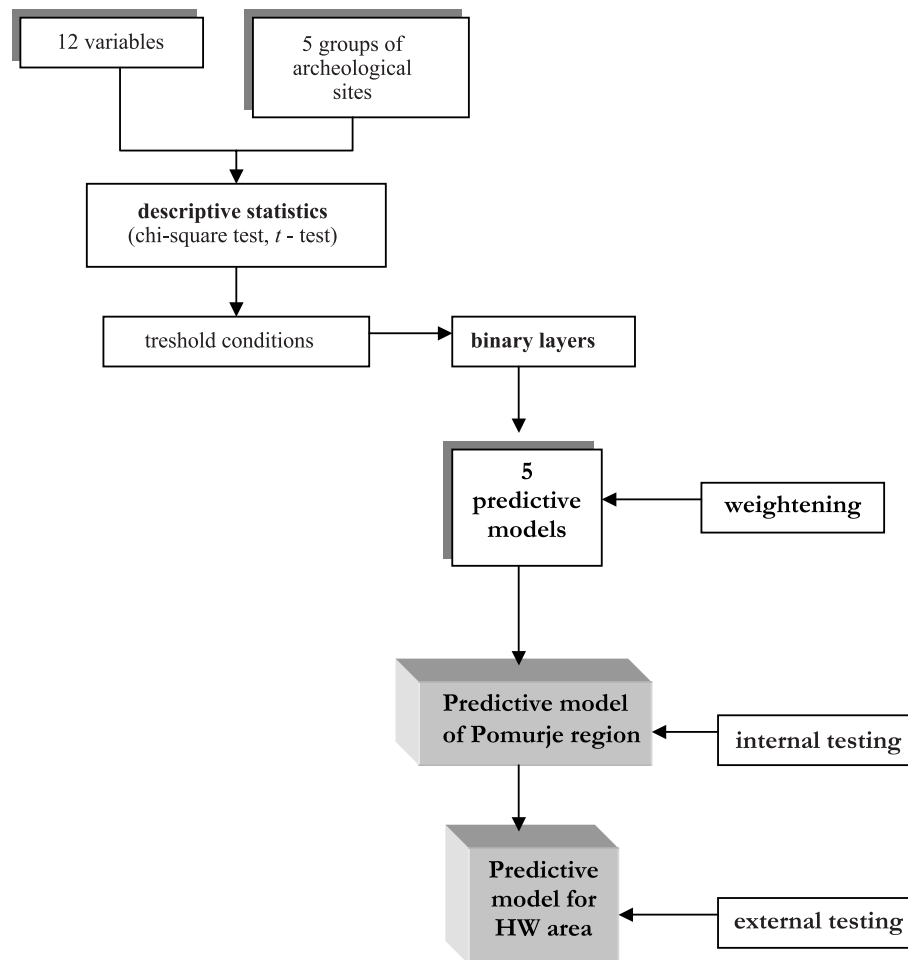 12 variables
5 groups of
archeological
sites
descriptive statistics
(chi-square test, t - test)
treshold conditions
binary layers
5
predictive
models
weightening
Predictive model
of Pomurje region
internal testing
Predictive
model for
HW area
external testing